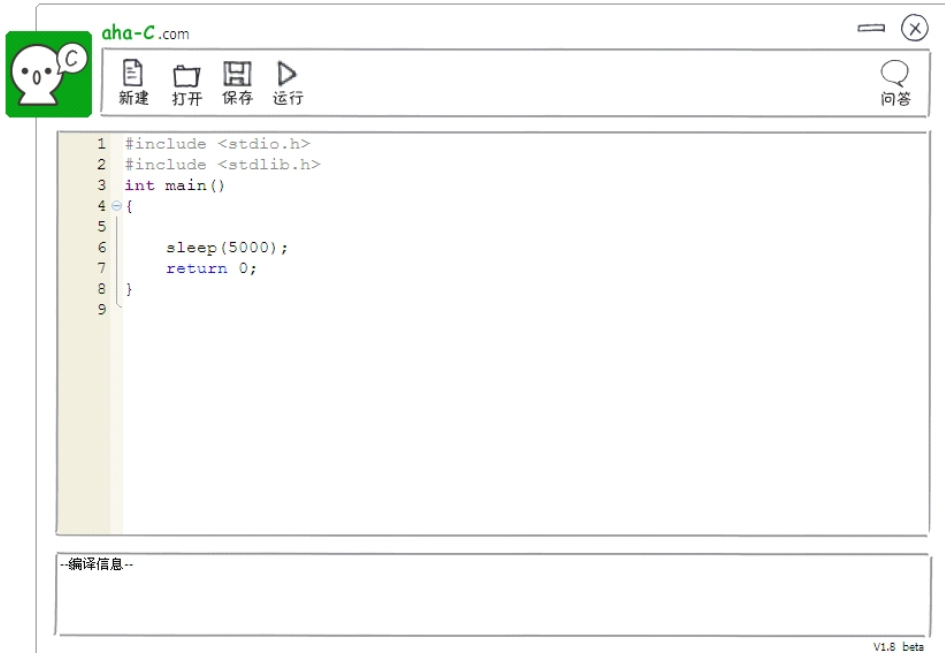 aha-C.com
C
新建 打开 保存 运行
问答
1 #include <stdio.h>
2 #include <stdlib.h>
3 int main()
4 {
5
6 sleep(5000);
7 return 0;
8 }
9
--编译信息--
V1.8 beta